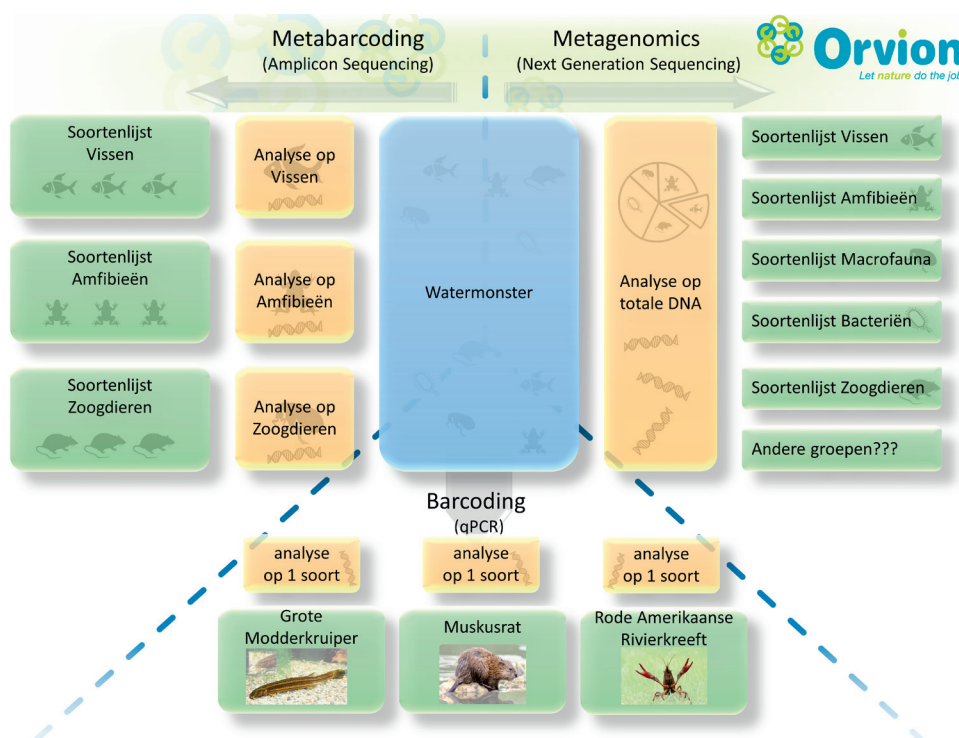 Metabarcoding
(Amplicon Sequencing)
Metagenomics
(Next Generation Sequencing)
Orvion
Let nature do the job
Soortenlijst
Vissen
Analyse op
Vissen
Soortenlijst
Amfibieën
Analyse op
Amfibieën
Soortenlijst
Zoogdieren
Analyse op
Zoogdieren
Watermonster
Analyse op
totale DNA
Soortenlijst Vissen
Soortenlijst Amfibieën
Soortenlijst Macrofauna
Soortenlijst Bacteriën
Soortenlijst Zoogdieren
Andere groepen???
Barcoding
(qPCR)
analyse
op 1 soort
analyse
op 1 soort
analyse
op 1 soort
Grote
Modderkruiper
Muskusrat
Rode Amerikaanse
Rivierkreeft